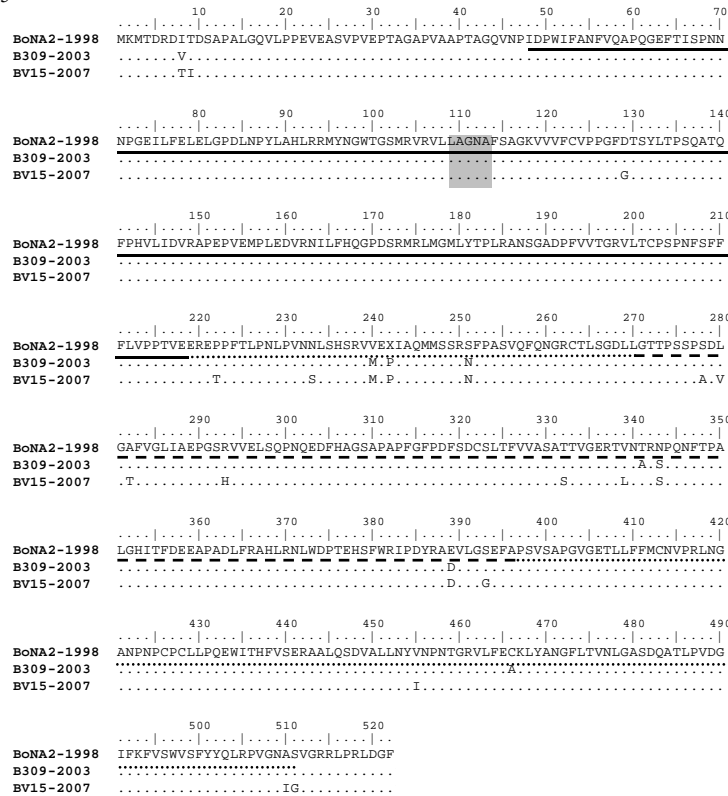 10 20 30 40 50 60 70
....|....|....|....|....|....|....|....|....|....|....|....|....|....|
BoNA2-1998 MKMTDRDITDSAPALGQVLPPEVEASVPVEPTAGAPVAAPTAGQVNPIDPWIFANFVQAPQGEFTISPNN
B309-2003 .......V..............................................................
BV15-2007 .......TI.............................................................
80 90 100 110 120 130 140
....|....|....|....|....|....|....|....|....|....|....|....|....|....|
BoNA2-1998 NPGEILFELELGPDLNPYLAHLRRMYNGWTGSMRVRVLLAGNAFSAGKVVVFCVPPGFDTSYLTPSQATQ
B309-2003 ......................................................................
BV15-2007 ..........................................................G...........
150 160 170 180 190 200 210
....|....|....|....|....|....|....|....|....|....|....|....|....|....|
BoNA2-1998 FPHVLIDVRAPEPVEMPLEDVRNILFHQGPDSRMRLMGMLYTPLRANSGADPFVVTGRVLTCPSPNFSFF
B309-2003 ......................................................................
BV15-2007 ......................................................................
220 230 240 250 260 270 280
....|....|....|....|....|....|....|....|....|....|....|....|....|....|
BoNA2-1998 FLVPPTVEEREPPFTLPNLPVNNLSHSRVVEXIAQMMSSRSFPASVQFQNGRCTLSGDLLGTTPSSPSDL
B309-2003 .............................M.P........N.............................
BV15-2007 ...........T..........S......M.P........N..........................A.V
290 300 310 320 330 340 350
....|....|....|....|....|....|....|....|....|....|....|....|....|....|
BoNA2-1998 GAFVGLIAEPGSRVVELSQPNQEDFHAGSAPAPFGFPDFSDCSLTFVVASATTVGERTVNTRNPQNFTPA
B309-2003 ............................................................A.S.......
BV15-2007 .T..........H......................................S......L...S.......
360 370 380 390 400 410 420
....|....|....|....|....|....|....|....|....|....|....|....|....|....|
BoNA2-1998 LGHITFDEEAPADLFRAHLRNLWDPTEHSFWRIPDYRAEVLGSEFAPSVSAPGVGETLLFFMCNVPRLNG
B309-2003 ......................................D...............................
BV15-2007 ......................................D...G...........................
430 440 450 460 470 480 490
....|....|....|....|....|....|....|....|....|....|....|....|....|....|
BoNA2-1998 ANPNPCPCLLPQEWITHFVSERAALQSDVALLNYVNPNTGRVLFECKLYANGFLTVNLGASDQATLPVDG
B309-2003 .............................................A........................
BV15-2007 ..................................I...................................
500 510 520
....|....|....|....|....|....|..
BoNA2-1998 IFKFVSWVSFYYQLRPVGNASVGRRLPRLDGF
B309-2003 ................................
BV15-2007 ...................IG...........